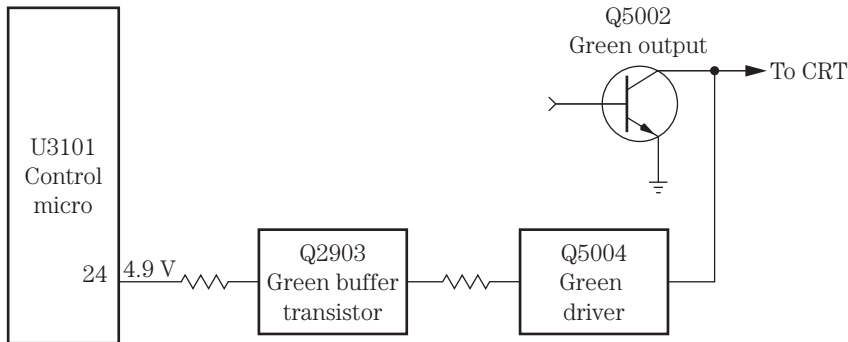 Q5002
Green output
To CRT
U3101
Control
micro
24
4.9 V
Q2903
Green buffer
transistor
Q5004
Green
driver